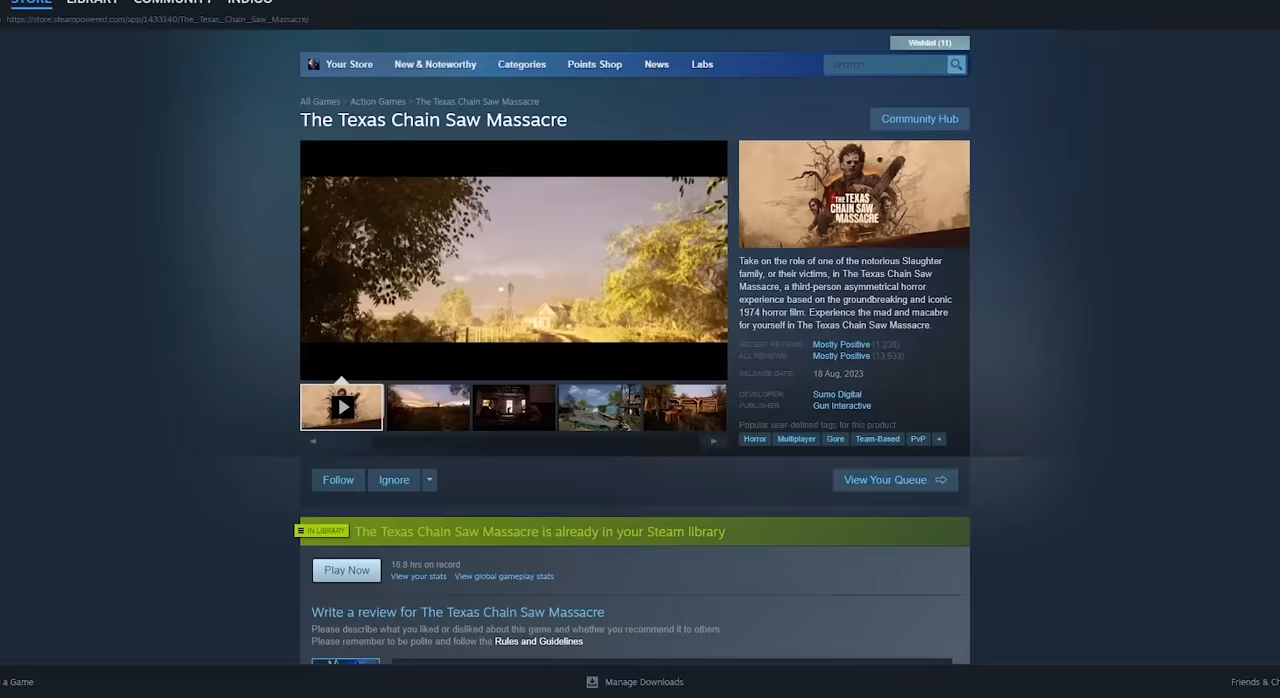 STORE LIBRARY COMMUNITY INDIGO
https://store.steampowered.com/app/1433140/The_Texas_Chain_Saw_Massacre/
Wishlist (11)
Your Store New & Noteworthy Categories Points Shop News Labs search
All Games › Action Games › The Texas Chain Saw Massacre
The Texas Chain Saw Massacre
Community Hub
THE TEXAS
CHAIN SAW
MASSACRE
Take on the role of one of the notorious Slaughter
family, or their victims, in The Texas Chain Saw
Massacre, a third-person asymmetrical horror
experience based on the groundbreaking and iconic
1974 horror film. Experience the mad and macabre
for yourself in The Texas Chain Saw Massacre.
RECENT REVIEWS: Mostly Positive (1,236)
ALL REVIEWS: Mostly Positive (13,533)
RELEASE DATE: 18 Aug, 2023
DEVELOPER: Sumo Digital
PUBLISHER: Gun Interactive
Popular user-defined tags for this product
Horror Multiplayer Gore Team-Based PvP +
Follow Ignore View Your Queue
IN LIBRARY The Texas Chain Saw Massacre is already in your Steam library
Play Now
16.8 hrs on record
View your stats View global gameplay stats
Write a review for The Texas Chain Saw Massacre
Please describe what you liked or disliked about this game and whether you recommend it to others
Please remember to be polite and follow the Rules and Guidelines
a Game Manage Downloads Friends & Ch